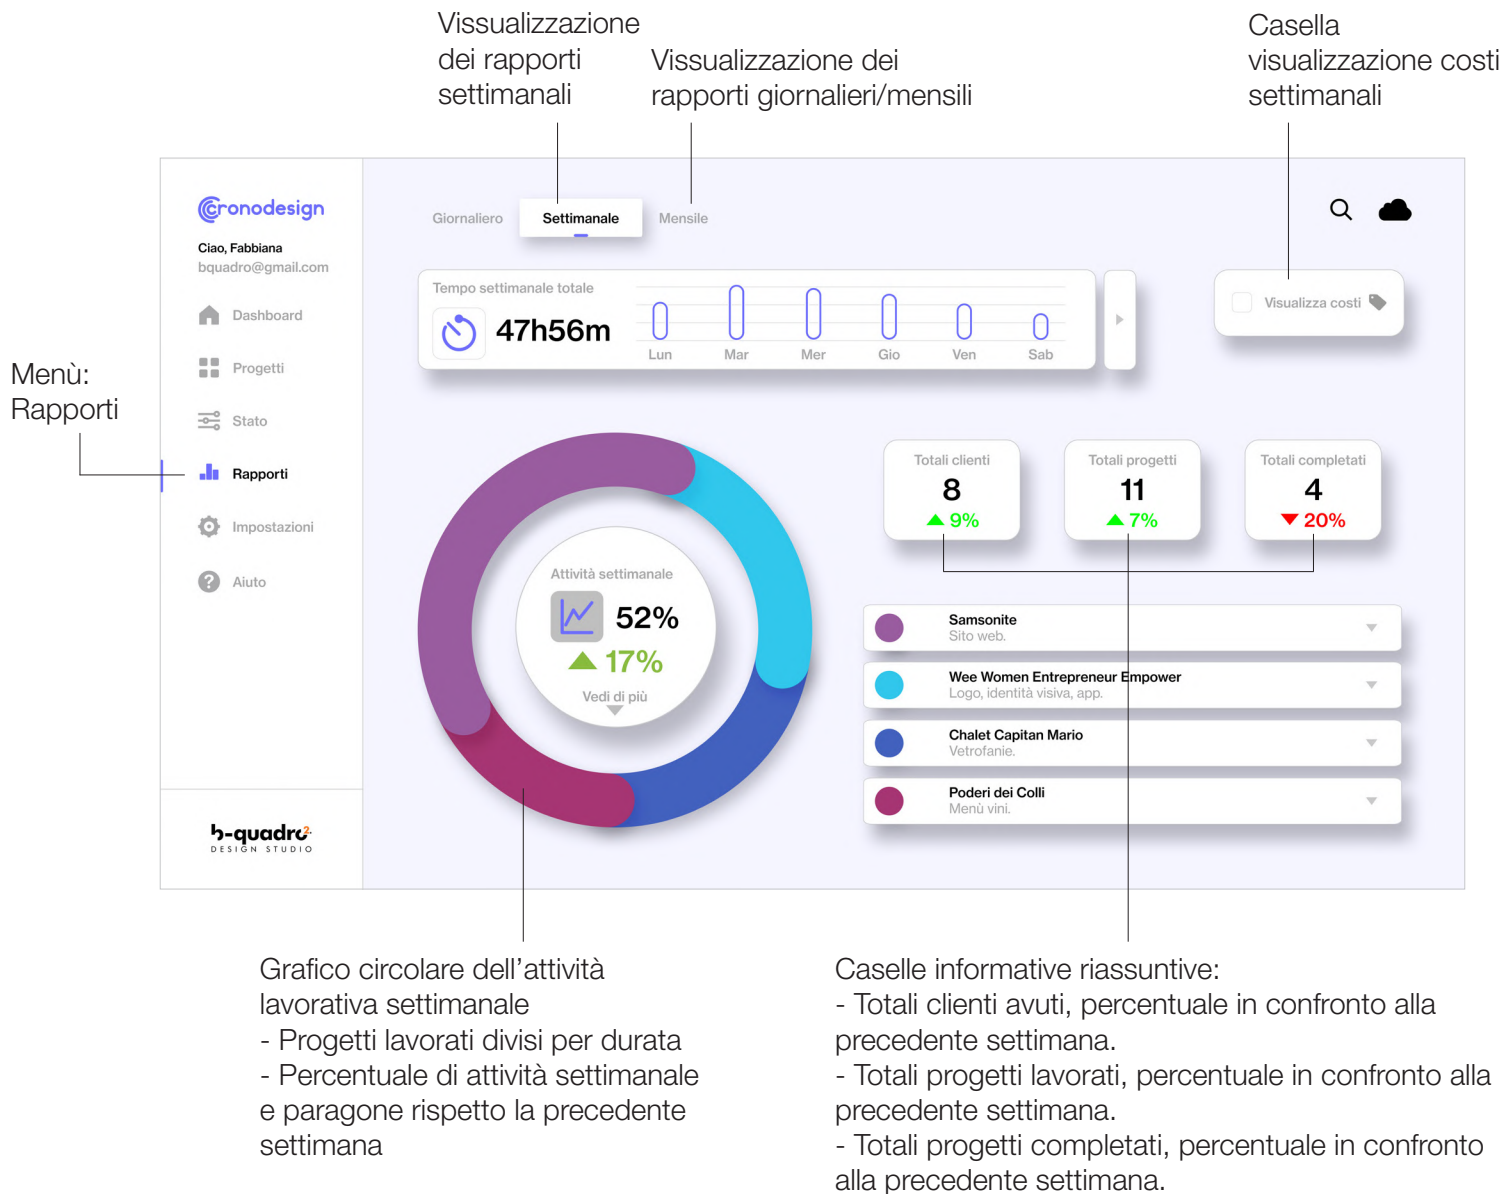 Vissualizzazione
dei rapporti
settimanali
Vissualizzazione dei
rapporti giornalieri/mensili
Casella
visualizzazione costi
settimanali
cronodesign
Ciao, Fabbiana
bquadro@gmail.com
Dashboard
Progetti
Stato
Rapporti
Impostazioni
Aiuto
b-quadro2.
DESIGN STUDIO
Menù:
Rapporti
Giornaliero
Settimanale
Mensile
Tempo settimanale totale
47h56m
Lun
Mar
Mer
Gio
Ven
Sab
Visualizza costi
Attività settimanale
52%
17%
Vedi di più
Totali clienti
8
9%
Totali progetti
11
7%
Totali completati
4
20%
Samsonite
Sito web.
Wee Women Entrepreneur Empower
Logo, identità visiva, app.
Chalet Capitan Mario
Vetrofanie.
Poderi dei Colli
Menù vini.
Grafico circolare dell’attività
lavorativa settimanale
- Progetti lavorati divisi per durata
- Percentuale di attività settimanale
e paragone rispetto la precedente
settimana
Caselle informative riassuntive:
- Totali clienti avuti, percentuale in confronto alla
precedente settimana.
- Totali progetti lavorati, percentuale in confronto alla
precedente settimana.
- Totali progetti completati, percentuale in confronto
alla precedente settimana.